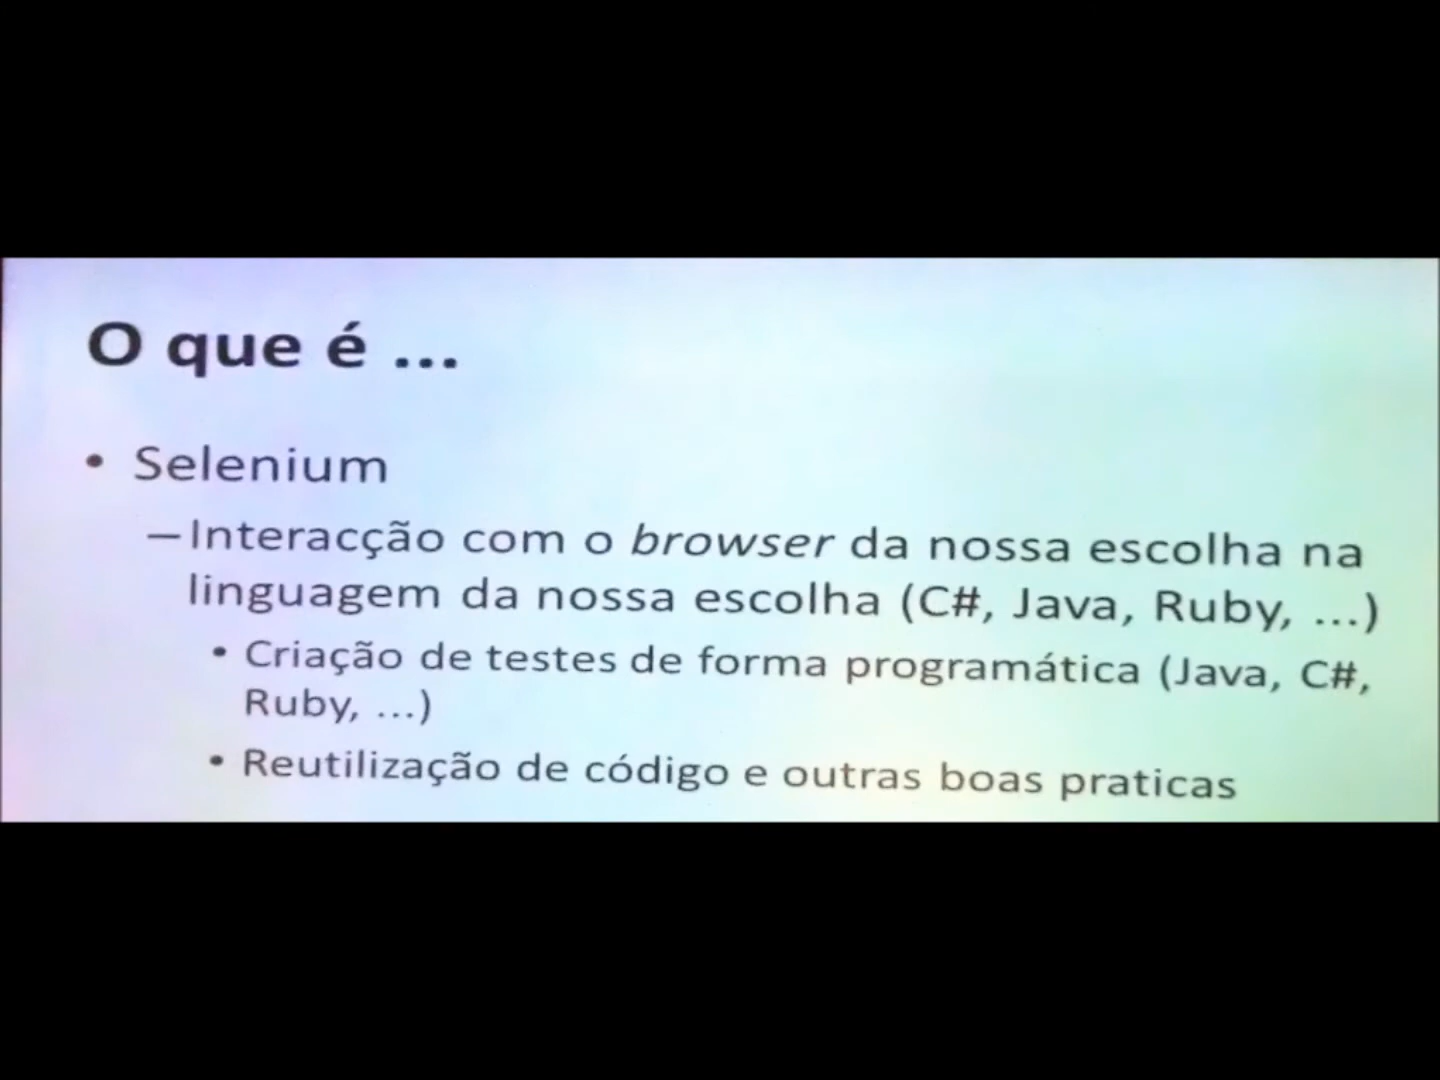 O que é ...
• Selenium
– Interacção com o browser da nossa escolha na
linguagem da nossa escolha (C#, Java, Ruby, ...)
• Criação de testes de forma programática (Java, C#,
Ruby, ...)
• Reutilização de código e outras boas praticas